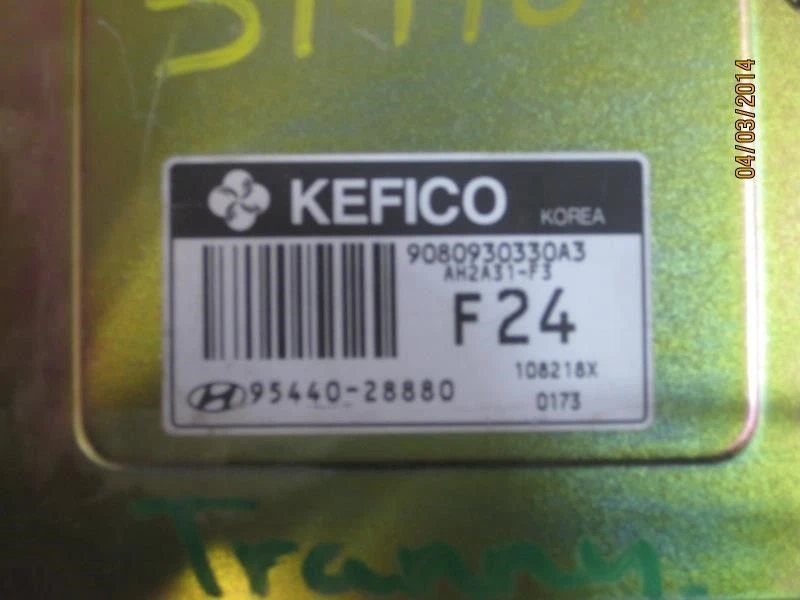 04/03/2014
KEFICO KOREA
9080930330A3
AH2A31-F3
F24
108218X
95440-28880 0173
Tranny.